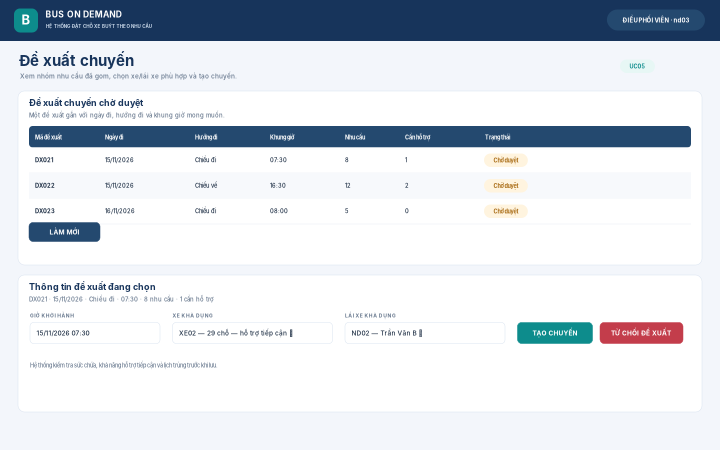 B
BUS ON DEMAND
HỆ THỐNG ĐẶT CHỖ XE BUÝT THEO NHU CẦU
ĐIỀU PHỐI VIÊN · nd03
Đề xuất chuyến
Xem nhóm nhu cầu đã gom, chọn xe/lái xe phù hợp và tạo chuyến.
UC05
Đề xuất chuyến chờ duyệt
Một đề xuất gắn với ngày đi, hướng đi và khung giờ mong muốn.
Mã đề xuất Ngày đi Hướng đi Khung giờ Nhu cầu Cần hỗ trợ Trạng thái
DX021 15/11/2026 Chiều đi 07:30 8 1 Chờ duyệt
DX022 15/11/2026 Chiều về 16:30 12 2 Chờ duyệt
DX023 16/11/2026 Chiều đi 08:00 5 0 Chờ duyệt
LÀM MỚI
Thông tin đề xuất đang chọn
DX021 · 15/11/2026 · Chiều đi · 07:30 · 8 nhu cầu · 1 cần hỗ trợ
GIỜ KHỞI HÀNH XE KHẢ DỤNG LÁI XE KHẢ DỤNG
15/11/2026 07:30 XE02 — 29 chỗ — hỗ trợ tiếp cận ND02 — Trần Văn B TẠO CHUYẾN TỪ CHỐI ĐỀ XUẤT
Hệ thống kiểm tra sức chứa, khả năng hỗ trợ tiếp cận và lịch trùng trước khi lưu.